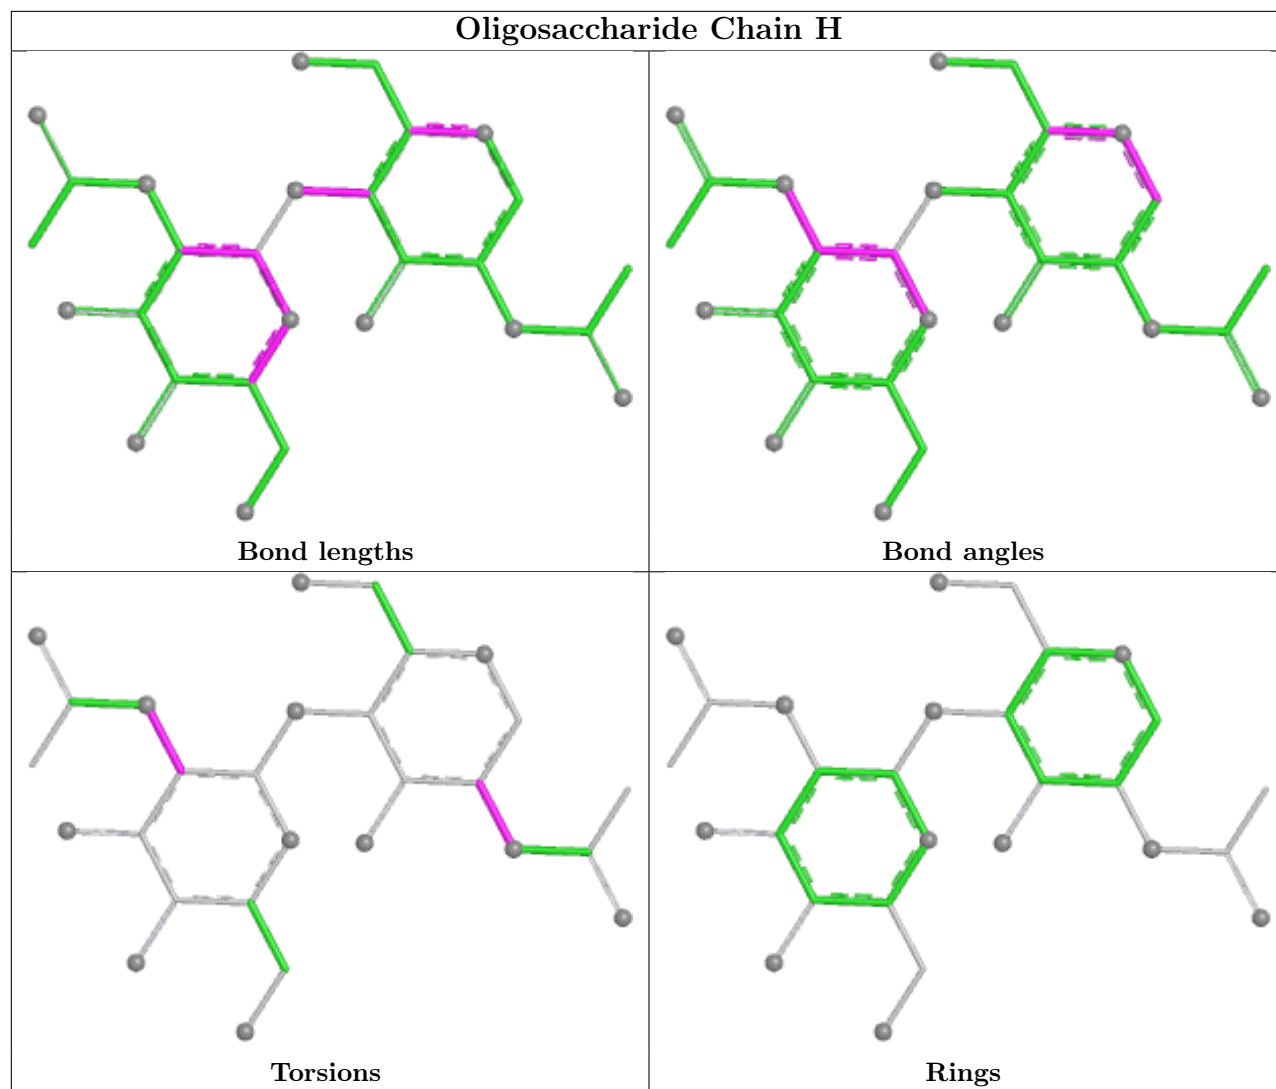 Oligosaccharide Chain H
Bond lengths
Bond angles
Torsions
Rings